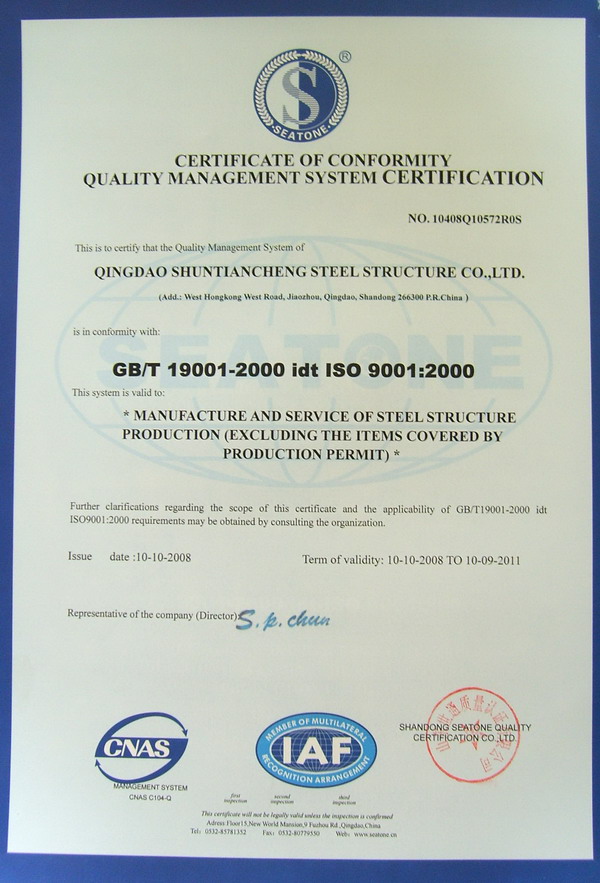 S
®
SEATONE
CERTIFICATE OF CONFORMITY
QUALITY MANAGEMENT SYSTEM CERTIFICATION
NO. 10408Q10572R0S
This is to certify that the Quality Management System of
QINGDAO SHUNTIANCHENG STEEL STRUCTURE CO.,LTD.
(Add.: West Hongkong West Road, Jiaozhou, Qingdao, Shandong 266300 P.R.China )
is in conformity with:
SEATONE
GB/T 19001-2000 idt ISO 9001:2000
This system is valid to:
* MANUFACTURE AND SERVICE OF STEEL STRUCTURE
PRODUCTION (EXCLUDING THE ITEMS COVERED BY
PRODUCTION PERMIT) *
Further clarifications regarding the scope of this certificate and the applicability of GB/T19001-2000 idt
ISO9001:2000 requirements may be obtained by consulting the organization.
Issue date :10-10-2008
Term of validity: 10-10-2008 TO 10-09-2011
Representative of the company (Director): S.p. chun
CNAS
MANAGEMENT SYSTEM
CNAS C104-Q
MEMBER OF MULTILATERAL
IAF
RECOGNITION ARRANGEMENT
SHANDONG SEATONE QUALITY
CERTIFICATION CO.,LTD
first inspection
second inspection
third inspection
This certificate will not be legally valid unless the inspection is confirmed
Adress Floor15,New World Mansion,9 Fuzhou Rd.,Qingdao,China
Tel: 0532-85781352 Fax: 0532-80779550 Web: www.seatone.cn